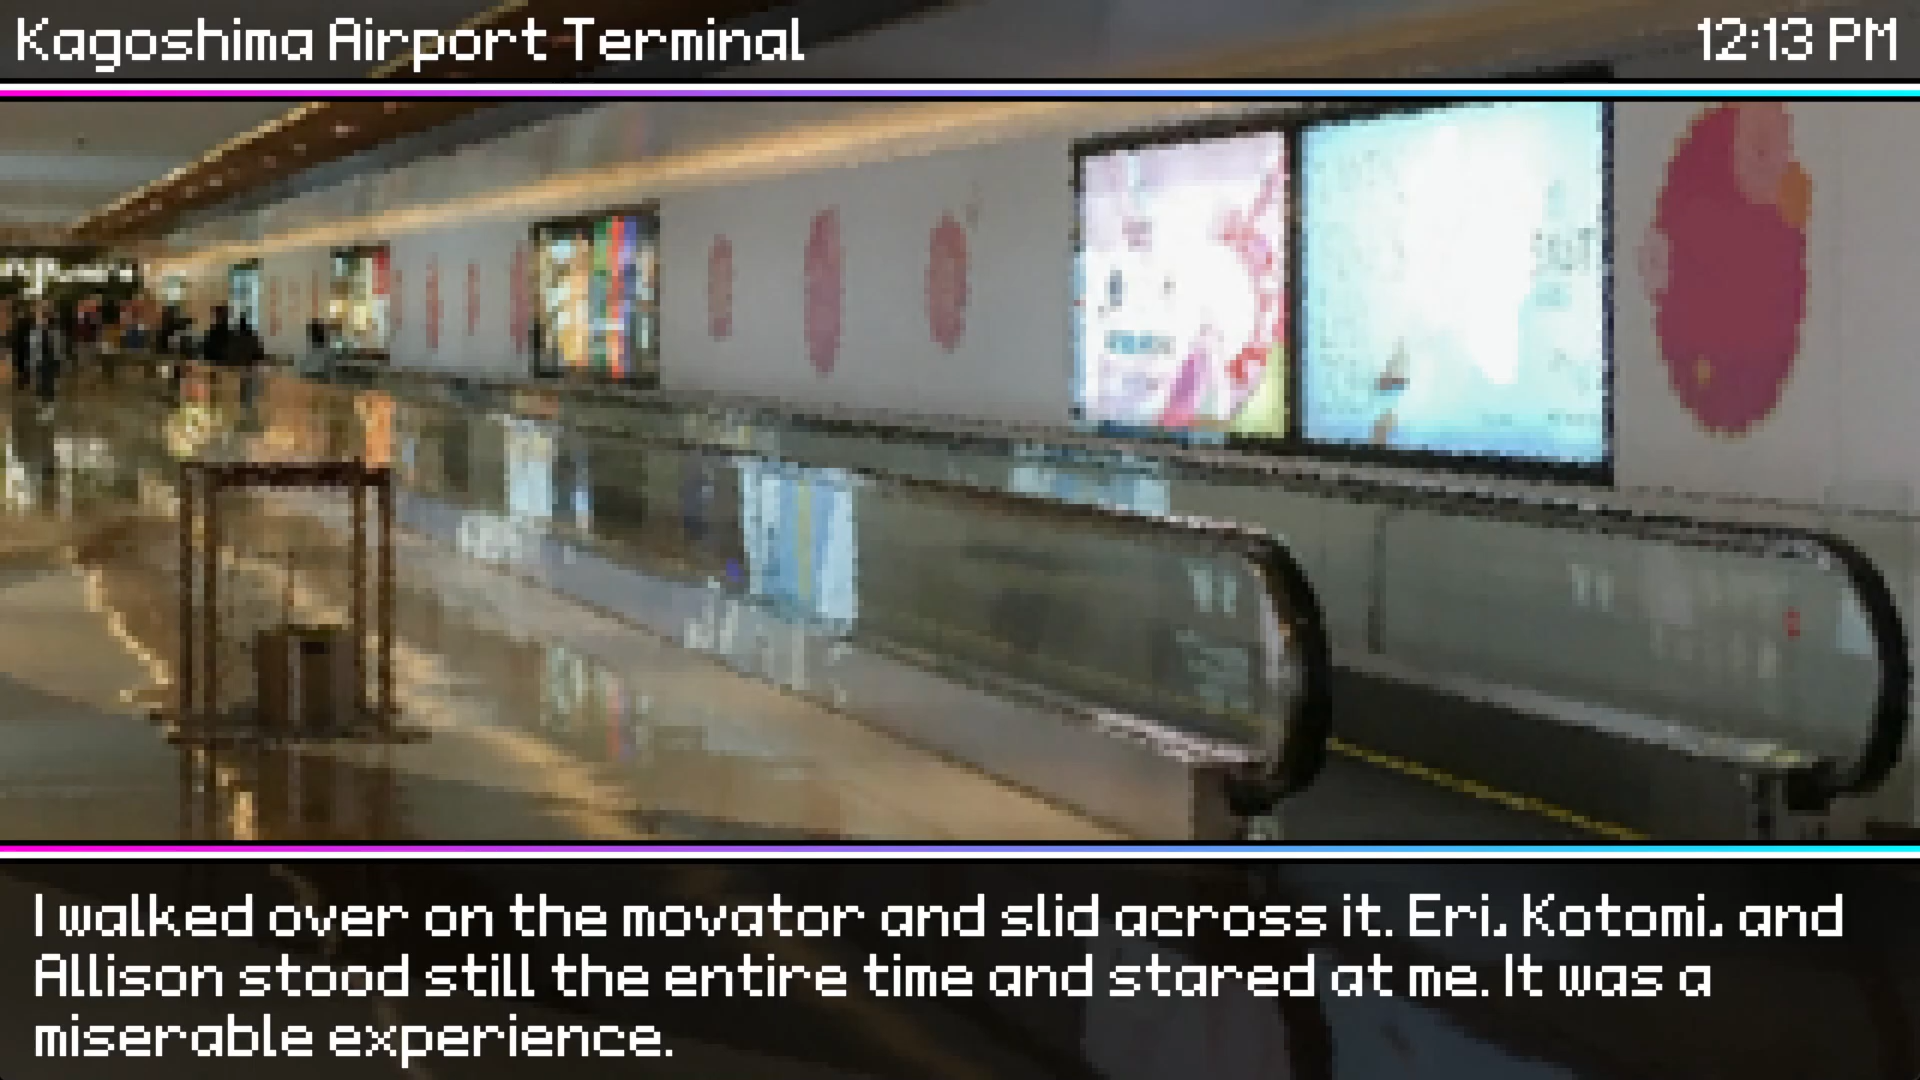 Kagoshima Airport Terminal
12:13 PM
I walked over on the movator and slid across it. Eri, Kotomi, and
Allison stood still the entire time and stared at me. It was a
miserable experience.